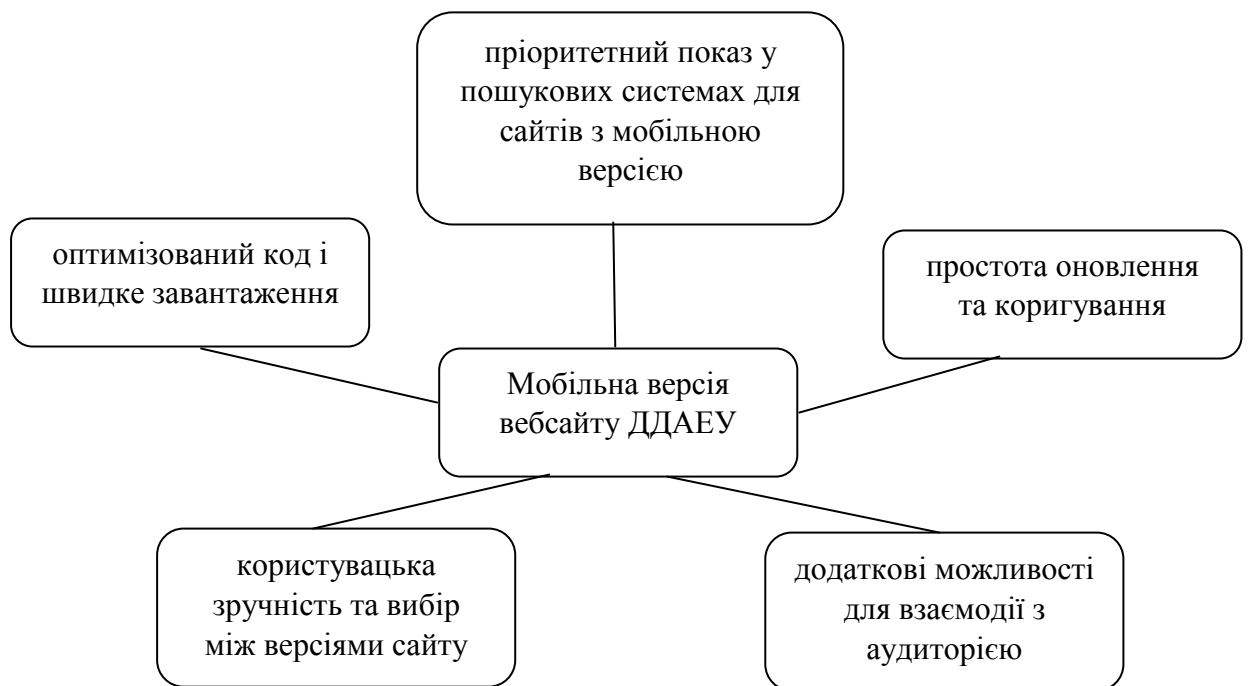 пріоритетний показ у
пошукових системах для
сайтів з мобільною
версією
оптимізований код і
швидке завантаження
простота оновлення
та коригування
Мобільна версія
вебсайту ДДАЕУ
користувацька
зручність та вибір
між версіями сайту
додаткові можливості
для взаємодії з
аудиторією